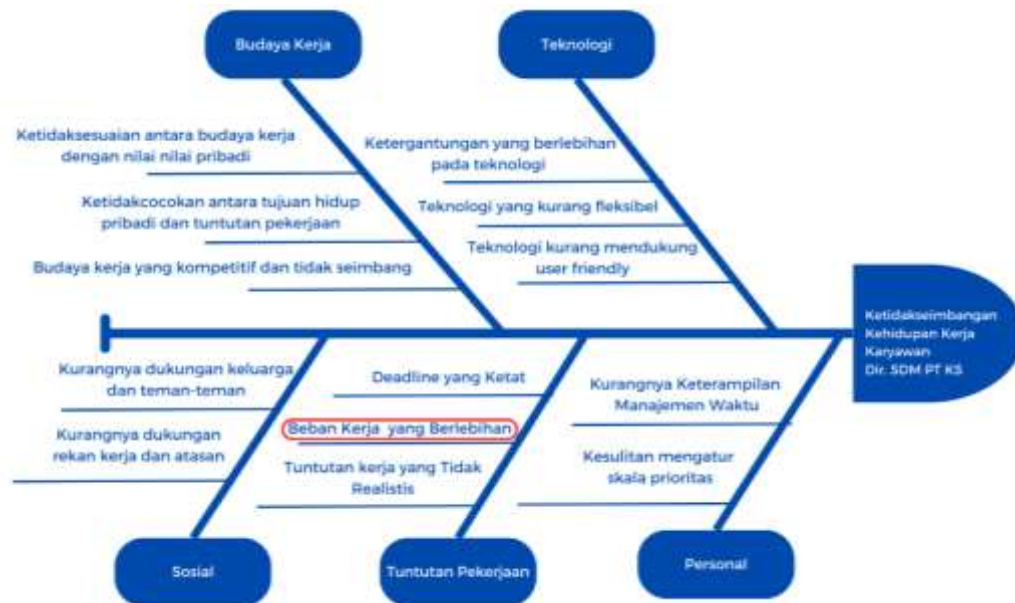 Budaya Kerja
Teknologi
Ketidaksesuaian antara budaya kerja
dengan nilai nilai pribadi
Ketidakcocokan antara tujuan hidup
pribadi dan tuntutan pekerjaan
Budaya kerja yang kompetitif dan tidak seimbang
Ketergantungan yang berlebihan
pada teknologi
Teknologi yang kurang fleksibel
Teknologi kurang mendukung
user friendly
Ketidakseimbangan
Kehidupan Kerja
Karyawan
Dir. SDM PT KS
Kurangnya dukungan keluarga
dan teman-teman
Kurangnya dukungan
rekan kerja dan atasan
Deadline yang Ketat
Beban Kerja yang Berlebihan
Tuntutan kerja yang Tidak
Realistis
Kurangnya Keterampilan
Manajemen Waktu
Kesulitan mengatur
skala prioritas
Sosial
Tuntutan Pekerjaan
Personal